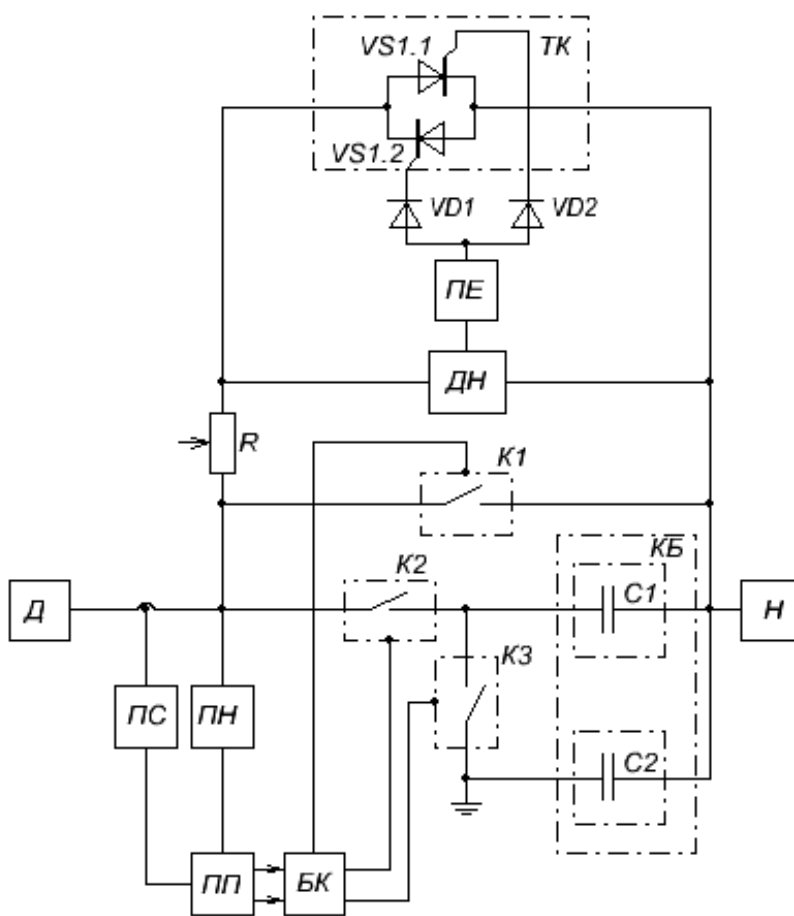 VS1.1
ТК
VS1.2
VD1
VD2
ПЕ
ДН
R
К1
К2
КБ
С1
Д
Н
К3
ПС
ПН
С2
ПП
БК